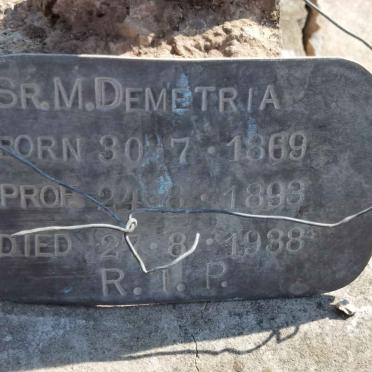 SR. M. DEMETRIA
BORN 30 · 7 · 1869
PROF 24 · 8 · 1893
DIED · 8 · 1938
R. I. P.